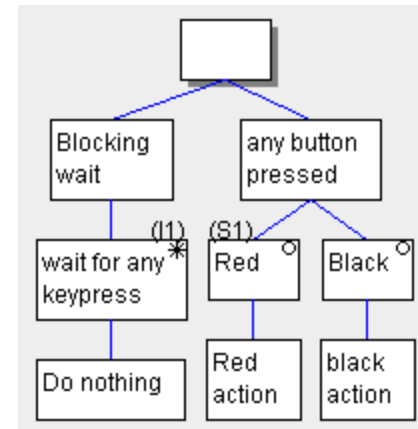 Blocking
wait
any button
pressed
(I1)
(S1)
wait for any *
keypress
Red
Black
Do nothing
Red
action
black
action